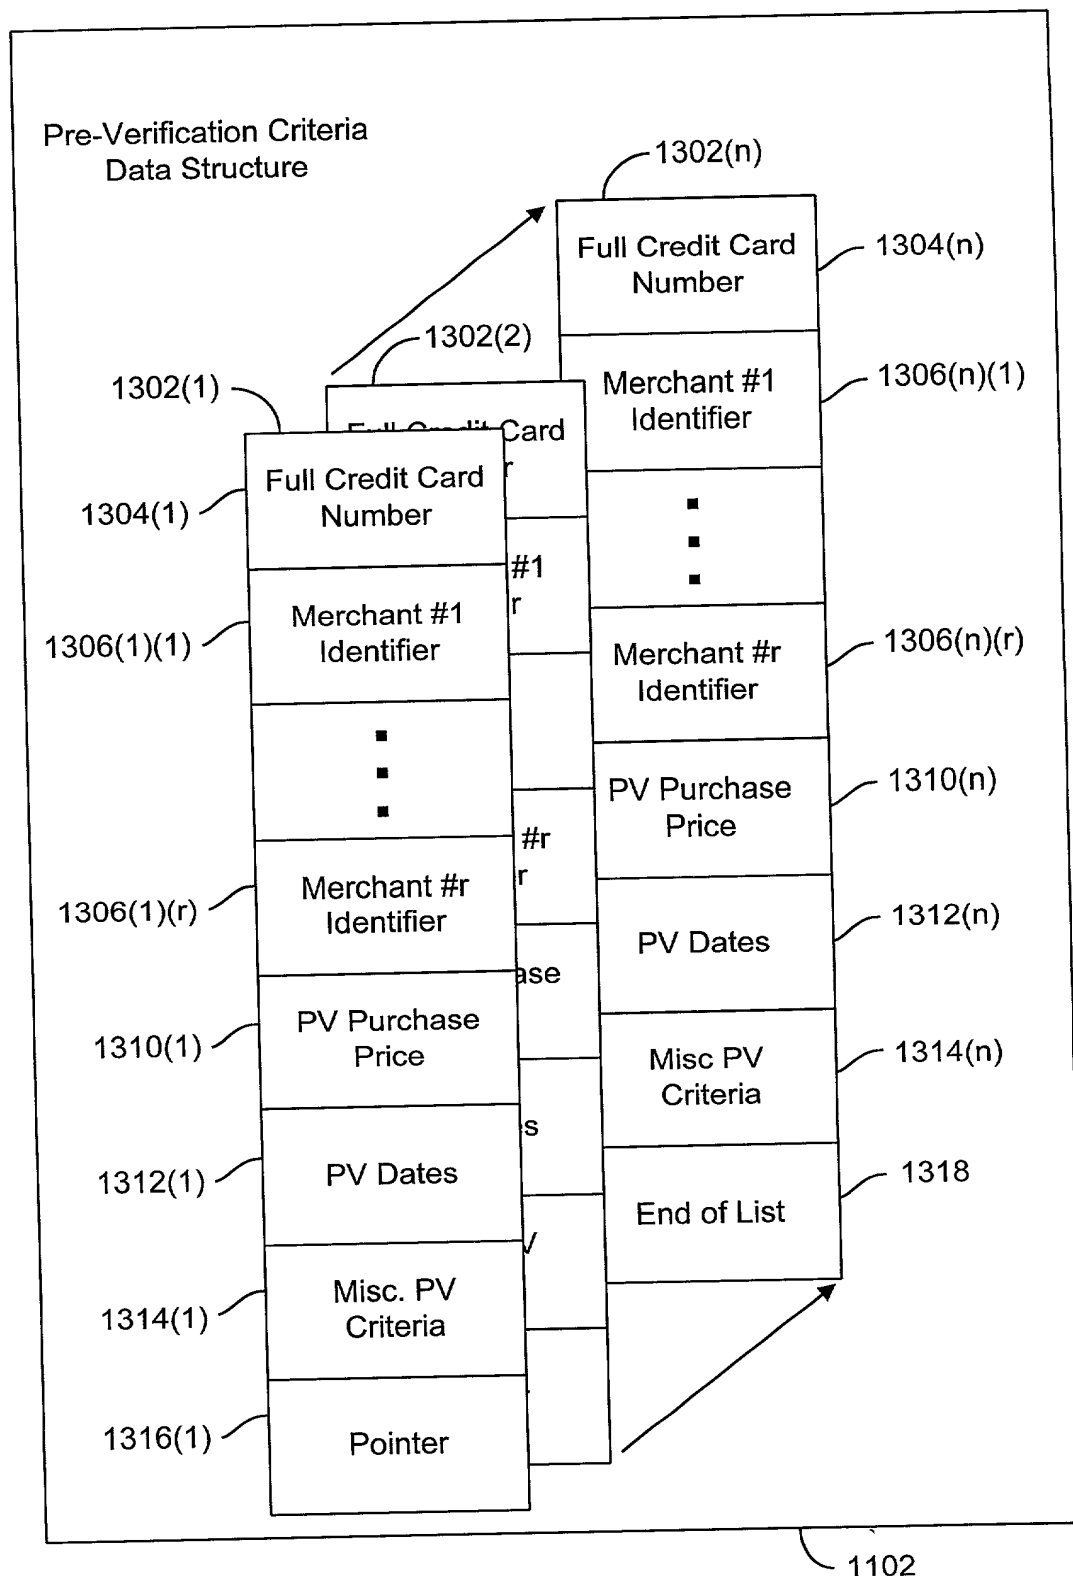 Pre-Verification Criteria
Data Structure
1302(n)
Full Credit Card
Number
1304(n)
Merchant #1
Identifier
1306(n)(1)
Merchant #r
Identifier
1306(n)(r)
PV Purchase
Price
1310(n)
PV Dates
1312(n)
Misc PV
Criteria
1314(n)
End of List
1318
1302(2)
Card
r
#1
r
#r
r
ase
es
V
1302(1)
Full Credit Card
Number
1304(1)
Merchant #1
Identifier
1306(1)(1)
Merchant #r
Identifier
1306(1)(r)
PV Purchase
Price
1310(1)
PV Dates
1312(1)
Misc. PV
Criteria
1314(1)
Pointer
1316(1)
1102